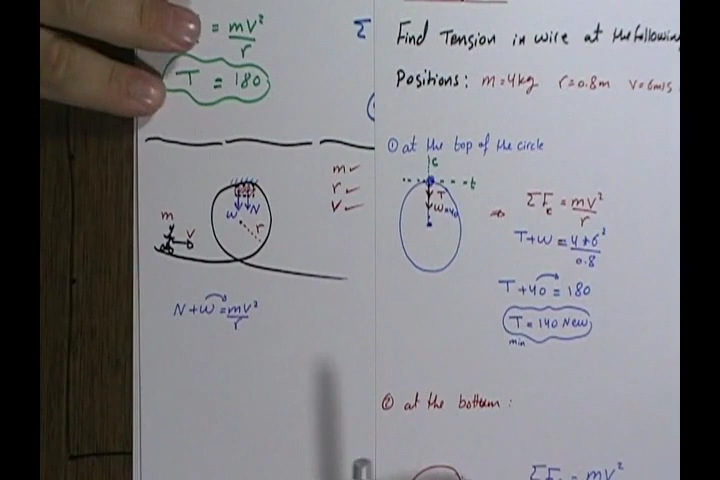 = mv²/r
T = 180
m ✓
r ✓
v ✓
W N
r
m v
N + W = mv²/r
Σ
Find Tension in wire at the following
Positions: m=4kg r=0.8m v=6m/s
① at the top of the circle
c
t
T
W=40
⇒ ΣFc = mv²/r
T+W = 4*6²/0.8
T+40 = 180
T = 140 New
min
② at the bottom:
ΣF = mv²